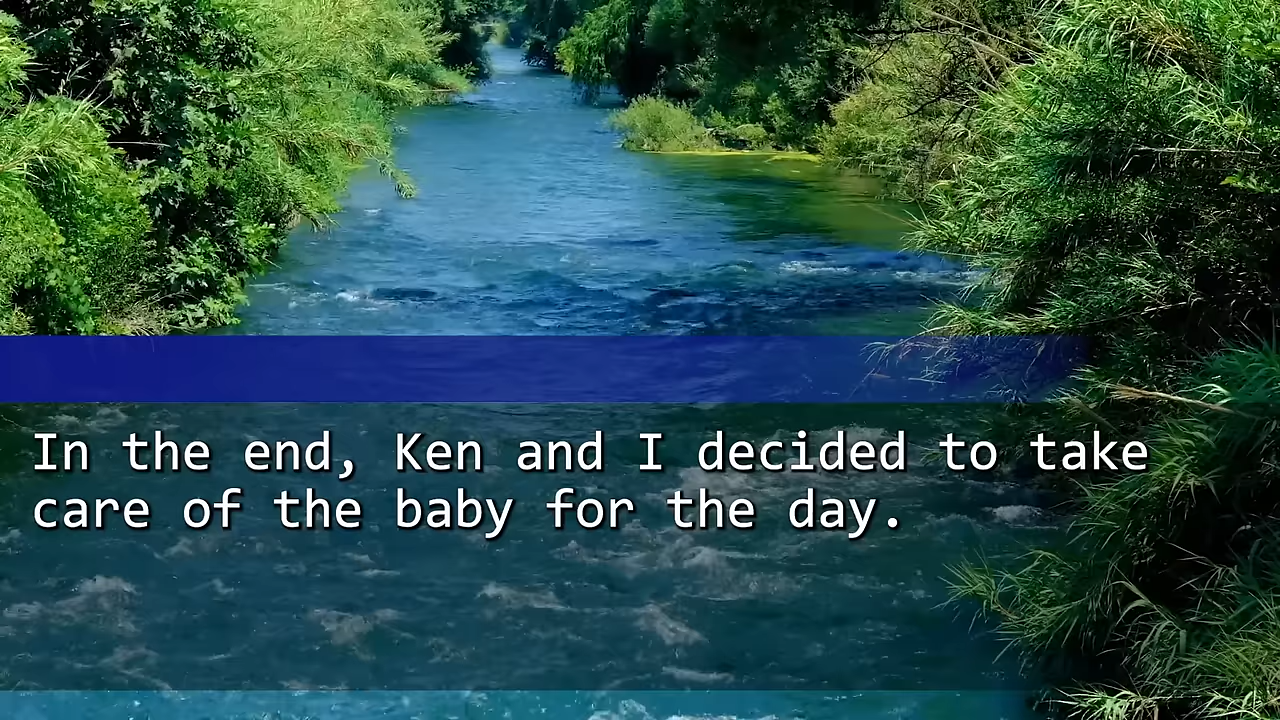 In the end, Ken and I decided to take
care of the baby for the day.